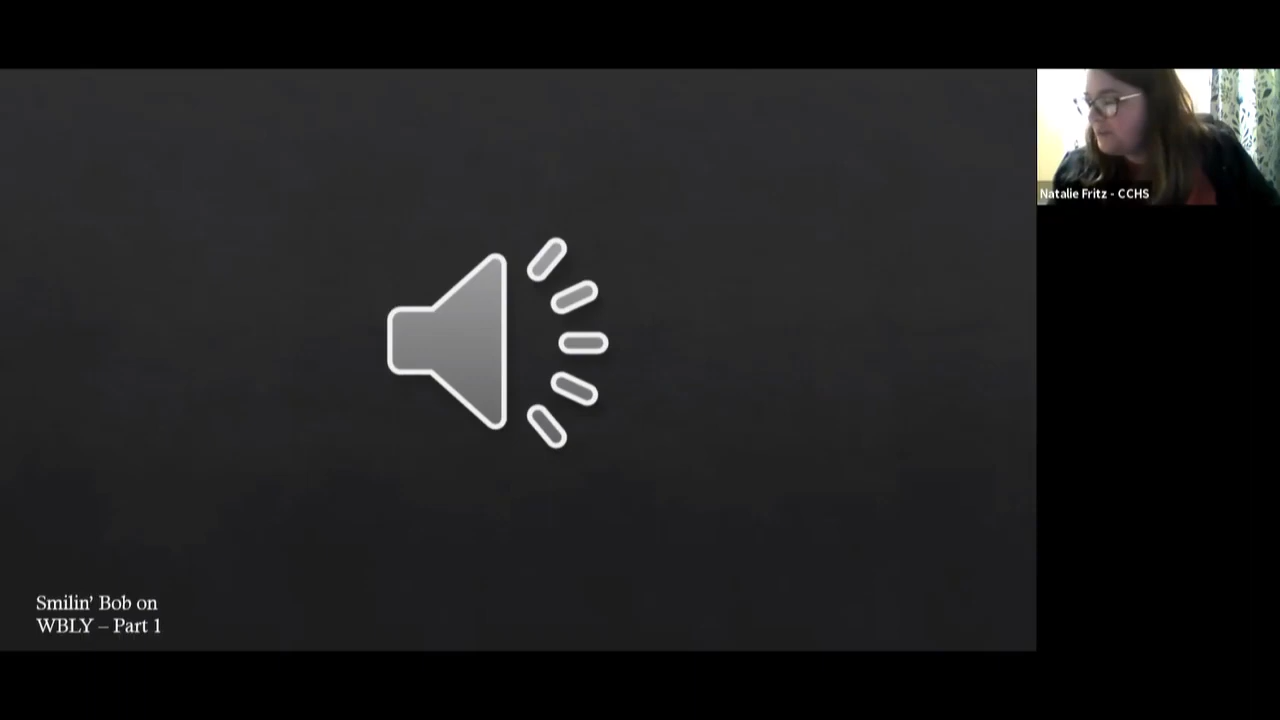 Natalie Fritz - CCHS
Smilin’ Bob on
WBLY – Part 1